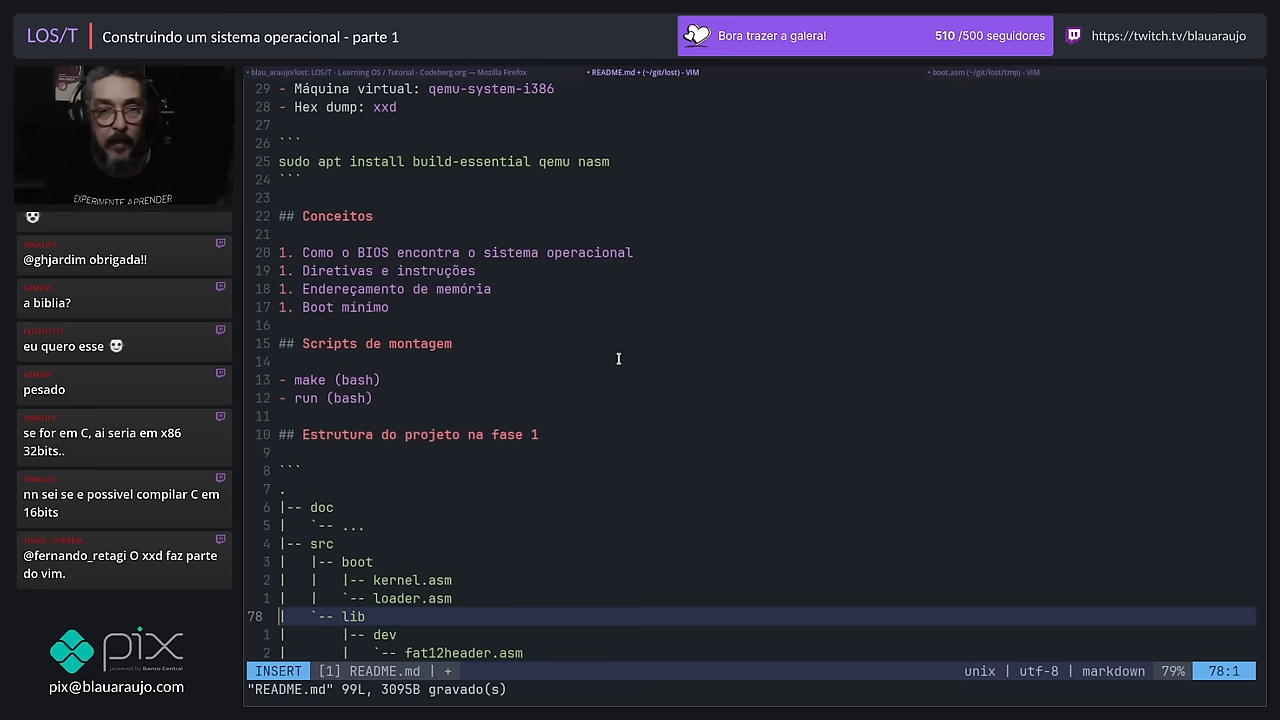 LOS/T
Construindo um sistema operacional - parte 1
Bora trazer a galera!
510 /500 seguidores
https://twitch.tv/blauaraujo
EXPERIMENTE APRENDER
@ghjardim obrigada!!
AZMOVI
a biblia?
eu quero esse
AZMOVI
pesado
se for em C, ai seria em x86
32bits..
nn sei se e possivel compilar C em
16bits
@fernando_retagi O xxd faz parte
do vim.
pix
powered by Banco Central
pix@blauaraujo.com
• blau_araujo/lost: LOS/T - Learning OS / Tutorial - Codeberg.org — Mozilla Firefox
• README.md + (~/git/lost) - VIM
• boot.asm (~/git/lost/tmp) - VIM
29 - Máquina virtual: qemu-system-i386
28 - Hex dump: xxd
27
26 ```
25 sudo apt install build-essential qemu nasm
24 ```
23
22 ## Conceitos
21
20 1. Como o BIOS encontra o sistema operacional
19 1. Diretivas e instruções
18 1. Endereçamento de memória
17 1. Boot mínimo
16
15 ## Scripts de montagem
14
13 - make (bash)
12 - run (bash)
11
10 ## Estrutura do projeto na fase 1
9
8 ```
7 .
6 |-- doc
5 |   `-- ...
4 |-- src
3 |   |-- boot
2 |   |   |-- kernel.asm
1 |   |   `-- loader.asm
78 |   `-- lib
1 |       |-- dev
2 |       |   `-- fat12header.asm
INSERT [1] README.md | + unix | utf-8 | markdown 79% 78:1
"README.md" 99L, 3095B gravado(s)